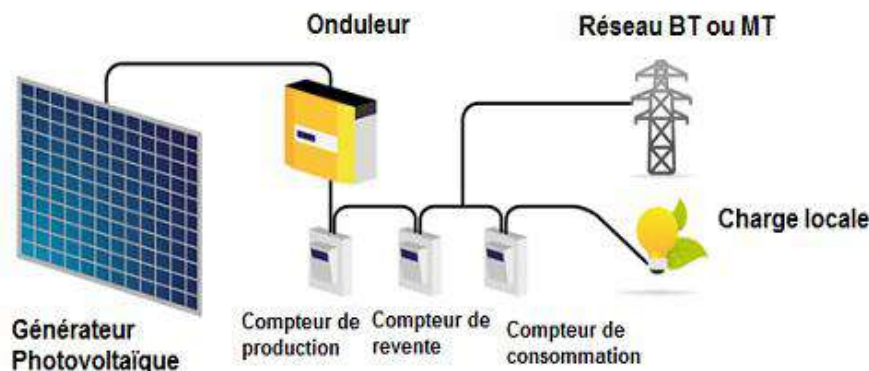 Onduleur
Réseau BT ou MT
Charge locale
Générateur
Photovoltaïque
Compteur de
production
Compteur de
revente
Compteur de
consommation